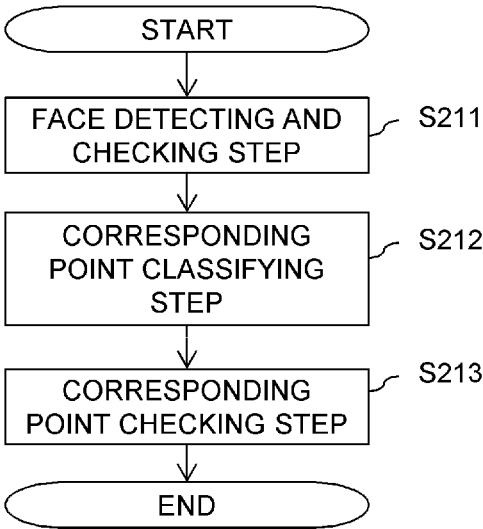 START
FACE DETECTING AND
CHECKING STEP
S211
CORRESPONDING
POINT CLASSIFYING
STEP
S212
CORRESPONDING
POINT CHECKING STEP
S213
END